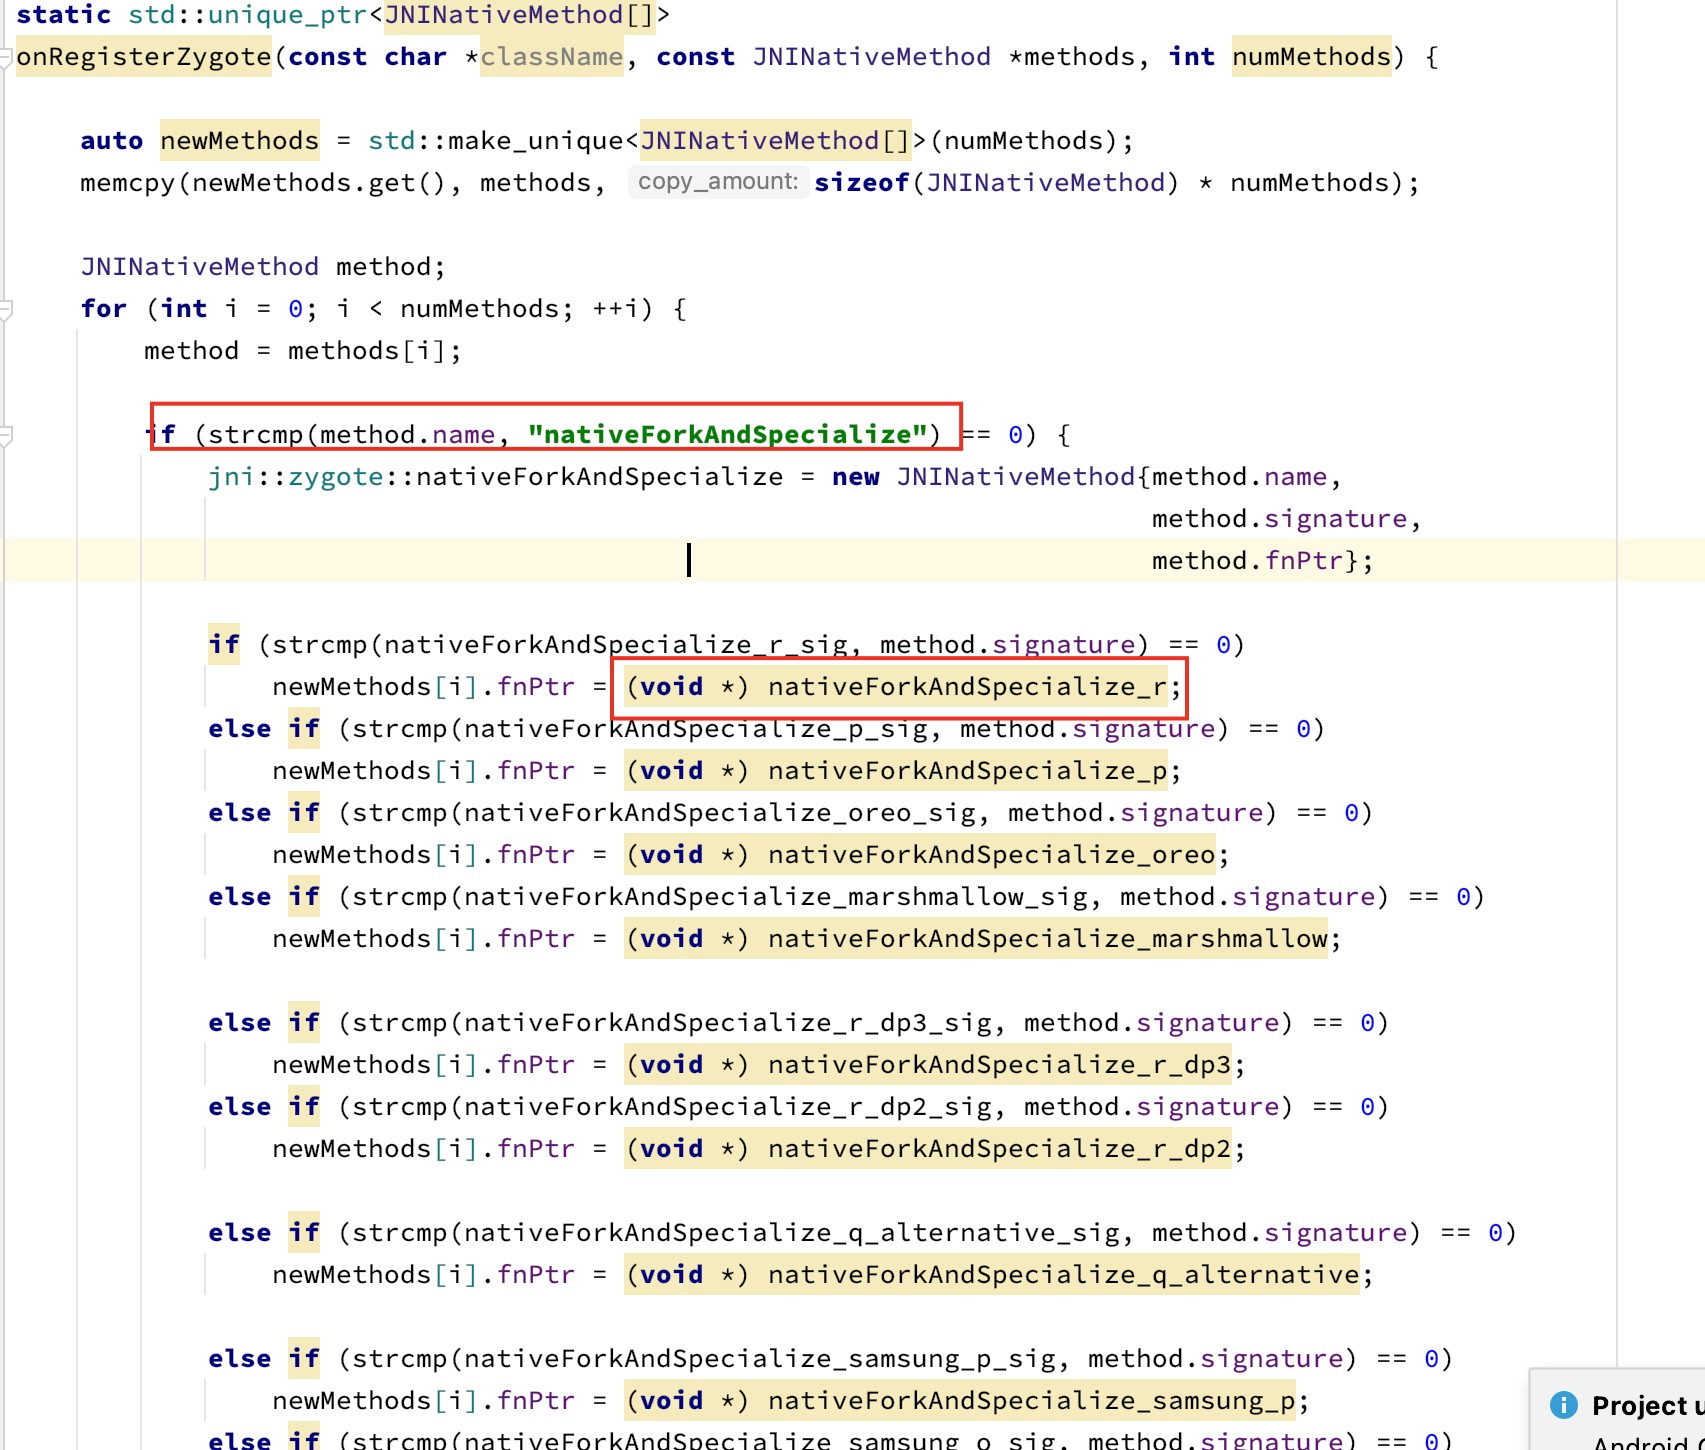 static std::unique_ptr<JNINativeMethod[]>
onRegisterZygote(const char *className, const JNINativeMethod *methods, int numMethods) {
auto newMethods = std::make_unique<JNINativeMethod[]>(numMethods);
memcpy(newMethods.get(), methods, copy_amount: sizeof(JNINativeMethod) * numMethods);
JNINativeMethod method;
for (int i = 0; i < numMethods; ++i) {
method = methods[i];
if (strcmp(method.name, "nativeForkAndSpecialize") == 0) {
jni::zygote::nativeForkAndSpecialize = new JNINativeMethod{method.name,
method.signature,
method.fnPtr};
if (strcmp(nativeForkAndSpecialize_r_sig, method.signature) == 0)
newMethods[i].fnPtr = (void *) nativeForkAndSpecialize_r;
else if (strcmp(nativeForkAndSpecialize_p_sig, method.signature) == 0)
newMethods[i].fnPtr = (void *) nativeForkAndSpecialize_p;
else if (strcmp(nativeForkAndSpecialize_oreo_sig, method.signature) == 0)
newMethods[i].fnPtr = (void *) nativeForkAndSpecialize_oreo;
else if (strcmp(nativeForkAndSpecialize_marshmallow_sig, method.signature) == 0)
newMethods[i].fnPtr = (void *) nativeForkAndSpecialize_marshmallow;
else if (strcmp(nativeForkAndSpecialize_r_dp3_sig, method.signature) == 0)
newMethods[i].fnPtr = (void *) nativeForkAndSpecialize_r_dp3;
else if (strcmp(nativeForkAndSpecialize_r_dp2_sig, method.signature) == 0)
newMethods[i].fnPtr = (void *) nativeForkAndSpecialize_r_dp2;
else if (strcmp(nativeForkAndSpecialize_q_alternative_sig, method.signature) == 0)
newMethods[i].fnPtr = (void *) nativeForkAndSpecialize_q_alternative;
else if (strcmp(nativeForkAndSpecialize_samsung_p_sig, method.signature) == 0)
newMethods[i].fnPtr = (void *) nativeForkAndSpecialize_samsung_p;
else if (strcmp(nativeForkAndSpecialize_samsung_o_sig, method.signature) == 0)
Project u
Android